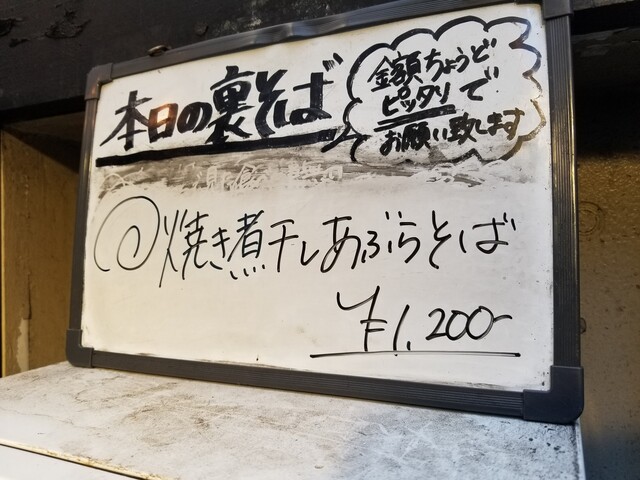 本日の裏そば
金額ちょうど
ピッタリで
お願い致します
焼き煮干しあぶらそば
¥1,200-